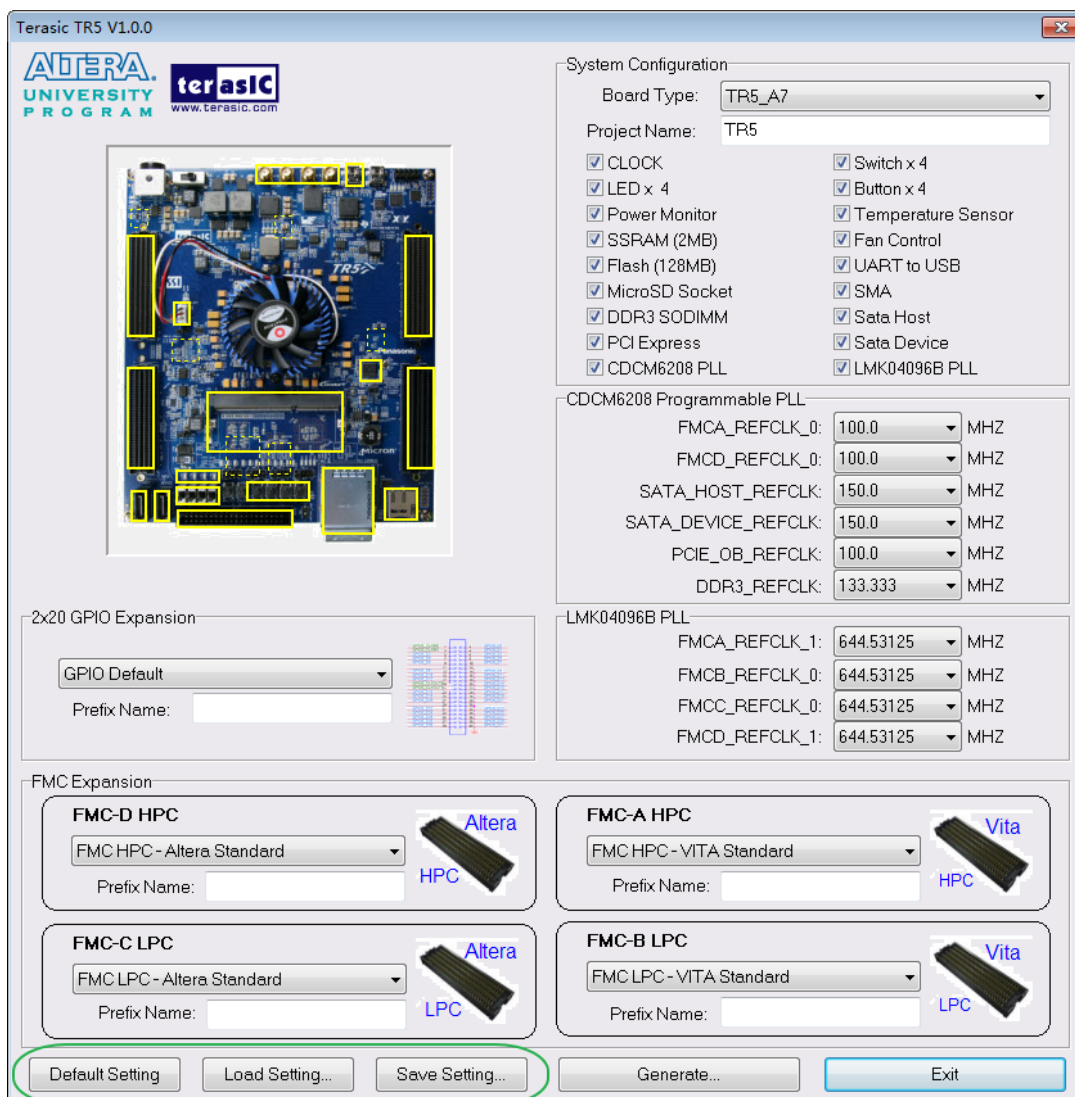 Terasic TR5 V1.0.0
ALTERA.
UNIVERSITY
PROGRAM
terasIC
www.terasic.com
System Configuration
Board Type: TR5_A7
Project Name: TR5
CLOCK
Switch x 4
LED x 4
Button x 4
Power Monitor
Temperature Sensor
SSRAM (2MB)
Fan Control
Flash (128MB)
UART to USB
MicroSD Socket
SMA
DDR3 SODIMM
Sata Host
PCI Express
Sata Device
CDCM6208 PLL
LMK04096B PLL
TR5
Panasonic
Micron
CDCM6208 Programmable PLL
FMCA_REFCLK_0: 100.0 MHZ
FMCD_REFCLK_0: 100.0 MHZ
SATA_HOST_REFCLK: 150.0 MHZ
SATA_DEVICE_REFCLK: 150.0 MHZ
PCIE_OB_REFCLK: 100.0 MHZ
DDR3_REFCLK: 133.333 MHZ
2x20 GPIO Expansion
GPIO Default
Prefix Name:
LMK04096B PLL
FMCA_REFCLK_1: 644.53125 MHZ
FMCB_REFCLK_0: 644.53125 MHZ
FMCC_REFCLK_0: 644.53125 MHZ
FMCD_REFCLK_1: 644.53125 MHZ
FMC Expansion
FMC-D HPC
Altera
FMC HPC - Altera Standard
Prefix Name:
HPC
FMC-A HPC
Vita
FMC HPC - VITA Standard
Prefix Name:
HPC
FMC-C LPC
Altera
FMC LPC - Altera Standard
Prefix Name:
LPC
FMC-B LPC
Vita
FMC LPC - VITA Standard
Prefix Name:
LPC
Default Setting
Load Setting...
Save Setting...
Generate...
Exit